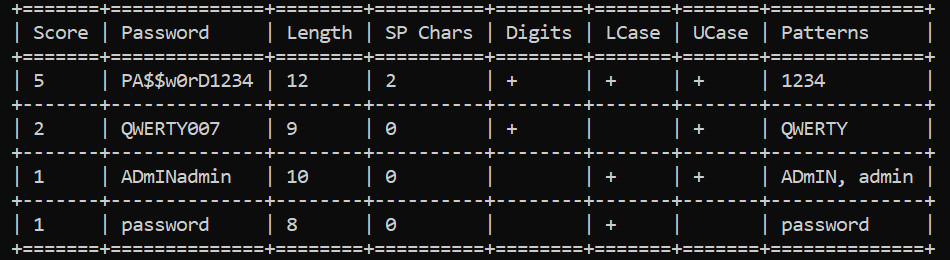 +=======+==============+========+==========+========+=======+=======+==============+
| Score | Password     | Length | SP Chars | Digits | LCase | UCase | Patterns     |
+=======+==============+========+==========+========+=======+=======+==============+
| 5     | PA$$w0rD1234 | 12     | 2        | +      | +     | +     | 1234         |
+-------+--------------+--------+----------+--------+-------+-------+--------------+
| 2     | QWERTY007    | 9      | 0        | +      |       | +     | QWERTY       |
+-------+--------------+--------+----------+--------+-------+-------+--------------+
| 1     | ADmINadmin   | 10     | 0        |        | +     | +     | ADmIN, admin |
+-------+--------------+--------+----------+--------+-------+-------+--------------+
| 1     | password     | 8      | 0        |        | +     |       | password     |
+=======+==============+========+==========+========+=======+=======+==============+